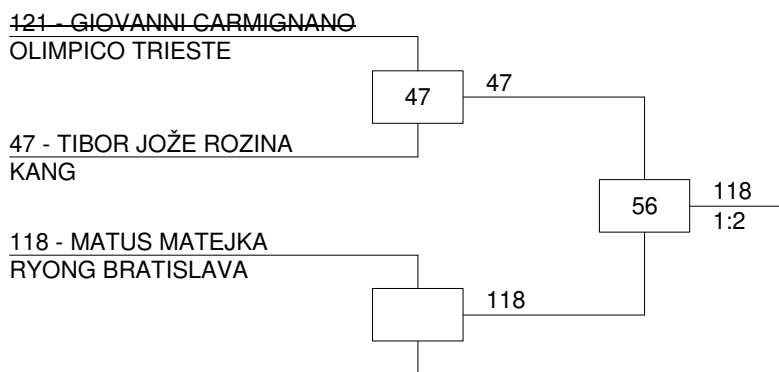 121 - GIOVANNI CARMIGNANO
OLIMPICO TRIESTE
47
47
47 - TIBOR JOŽE ROZINA
KANG
56
118
1:2
118 - MATUS MATEJKA
RYONG BRATISLAVA
118